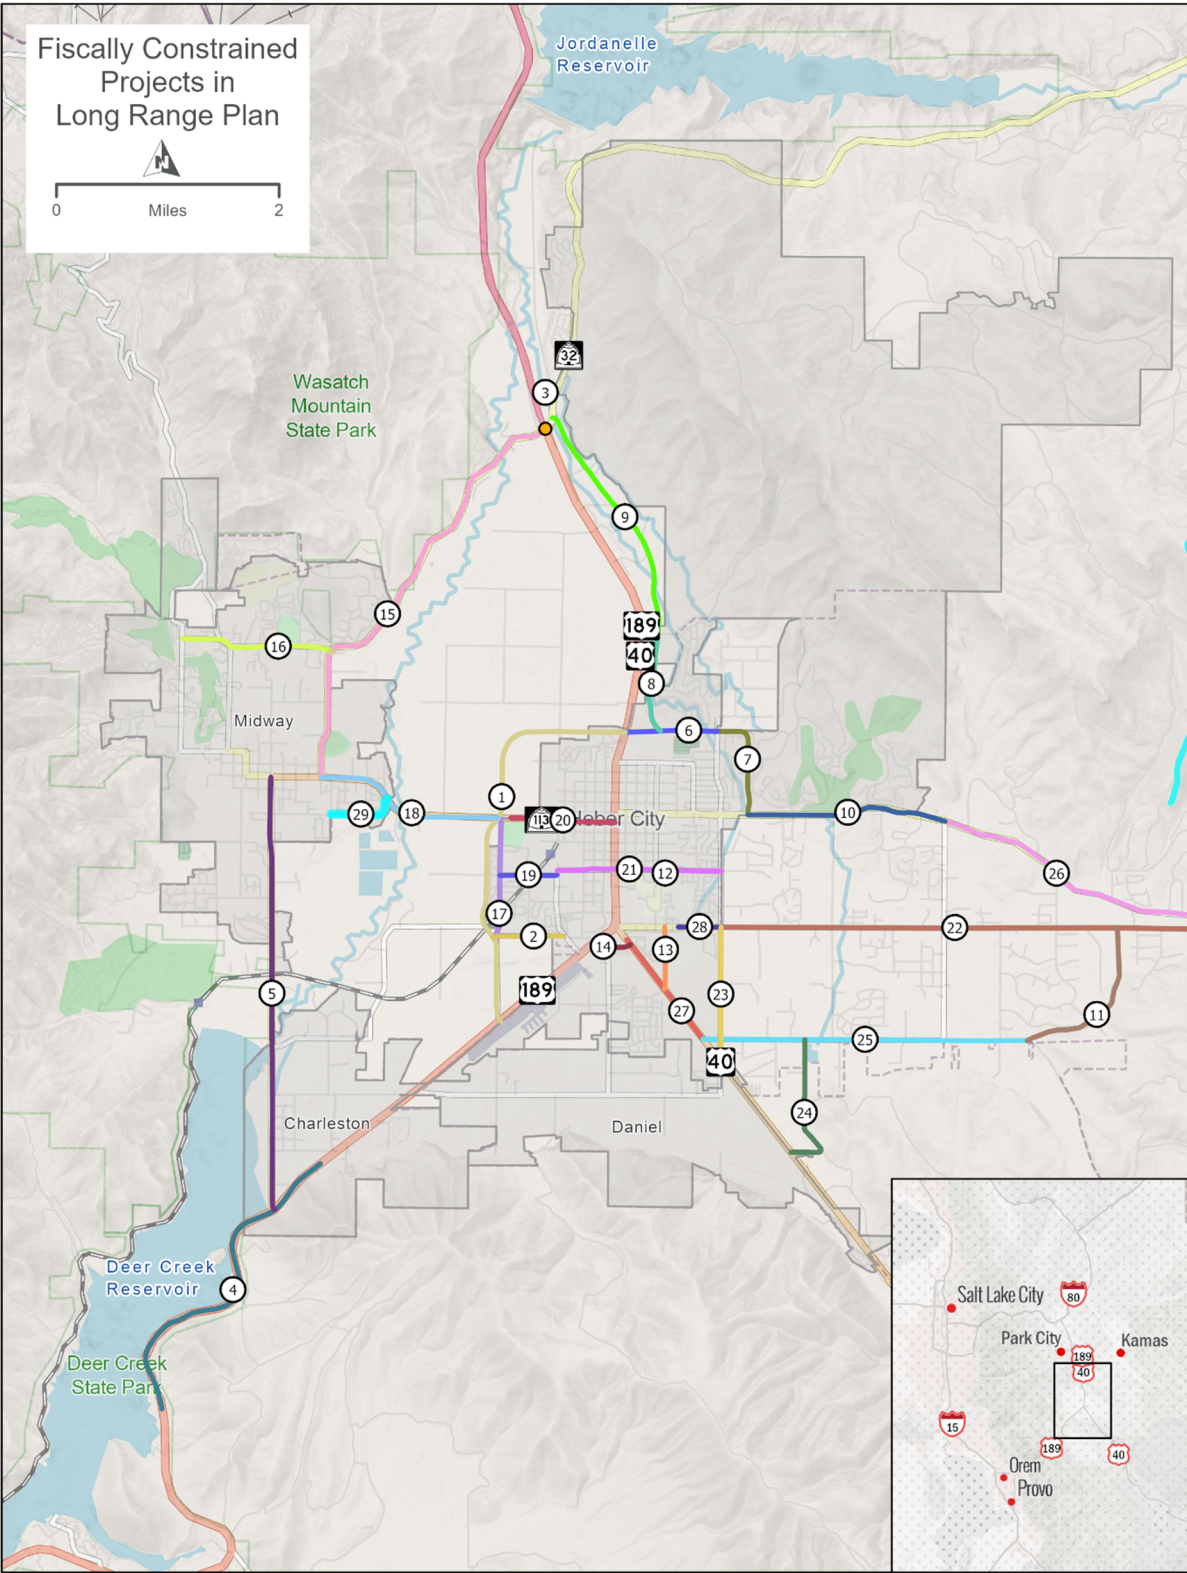 Fiscally Constrained
Projects in
Long Range Plan
N
0 Miles 2
Jordanelle
Reservoir
32
3
Wasatch
Mountain
State Park
9
15
189
16
40
8
Midway
6
7
1
29
18
113
20
Heber City
10
21
12
19
26
17
28
22
2
14
13
5
189
23
27
11
25
40
24
Charleston
Daniel
Deer Creek
Reservoir
4
Deer Creek
State Park
Salt Lake City
80
Park City
Kamas
189
40
15
189
40
Orem
Provo